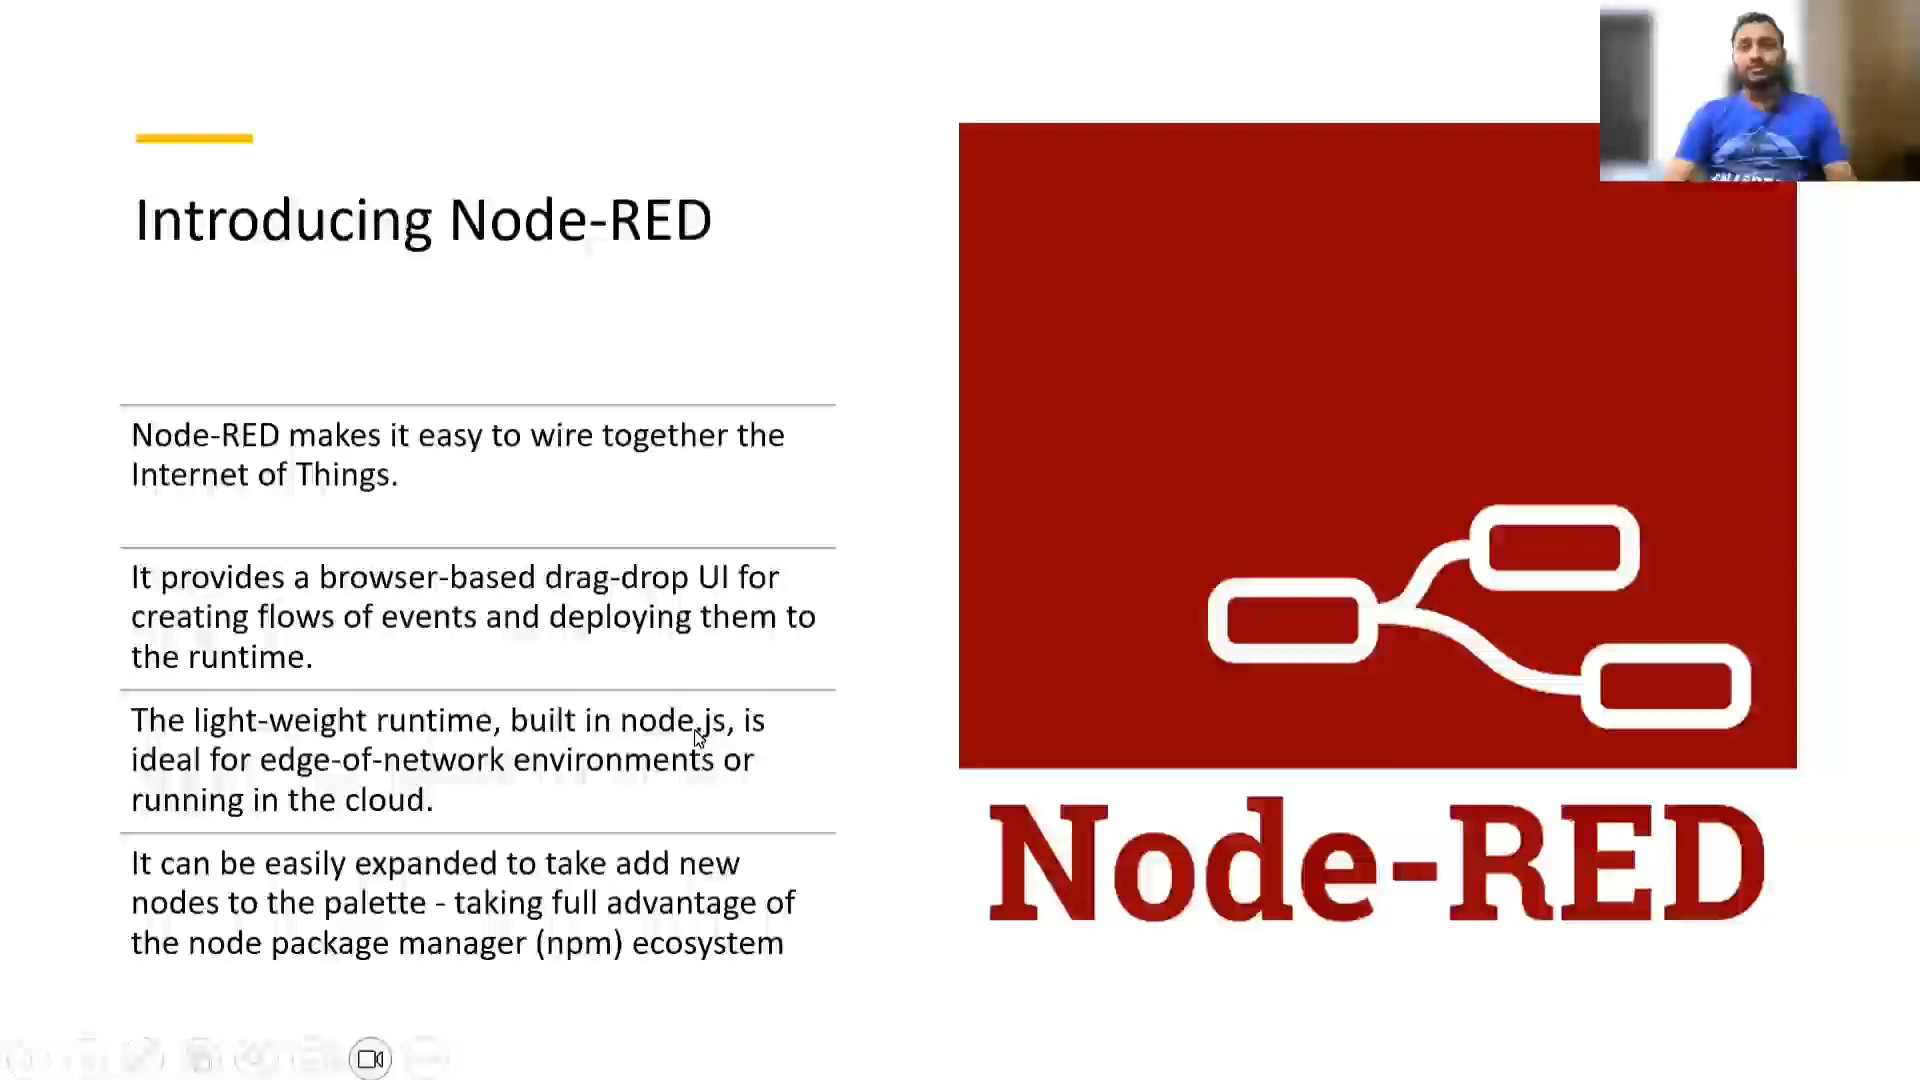 Introducing Node-RED
Node-RED makes it easy to wire together the
Internet of Things.
It provides a browser-based drag-drop UI for
creating flows of events and deploying them to
the runtime.
The light-weight runtime, built in node.js, is
ideal for edge-of-network environments or
running in the cloud.
It can be easily expanded to take add new
nodes to the palette - taking full advantage of
the node package manager (npm) ecosystem
Node-RED